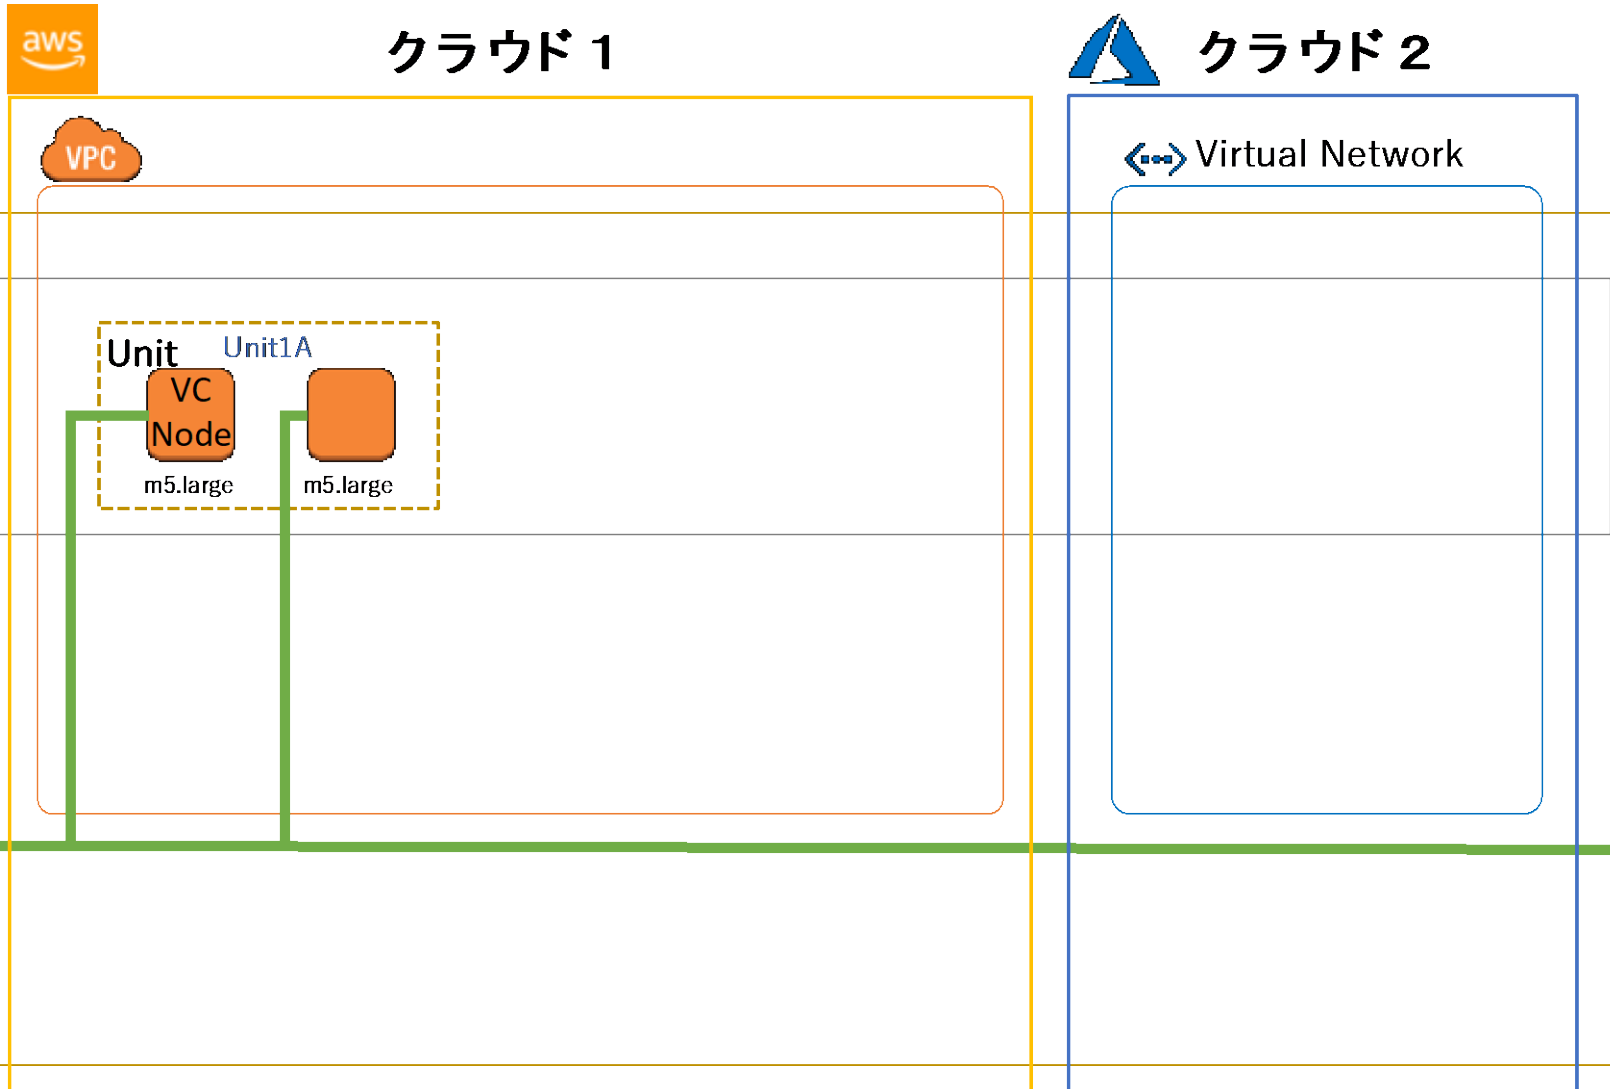 aws
クラウド 1
クラウド 2
VPC
Virtual Network
Unit
Unit1A
VC
Node
m5.large
m5.large